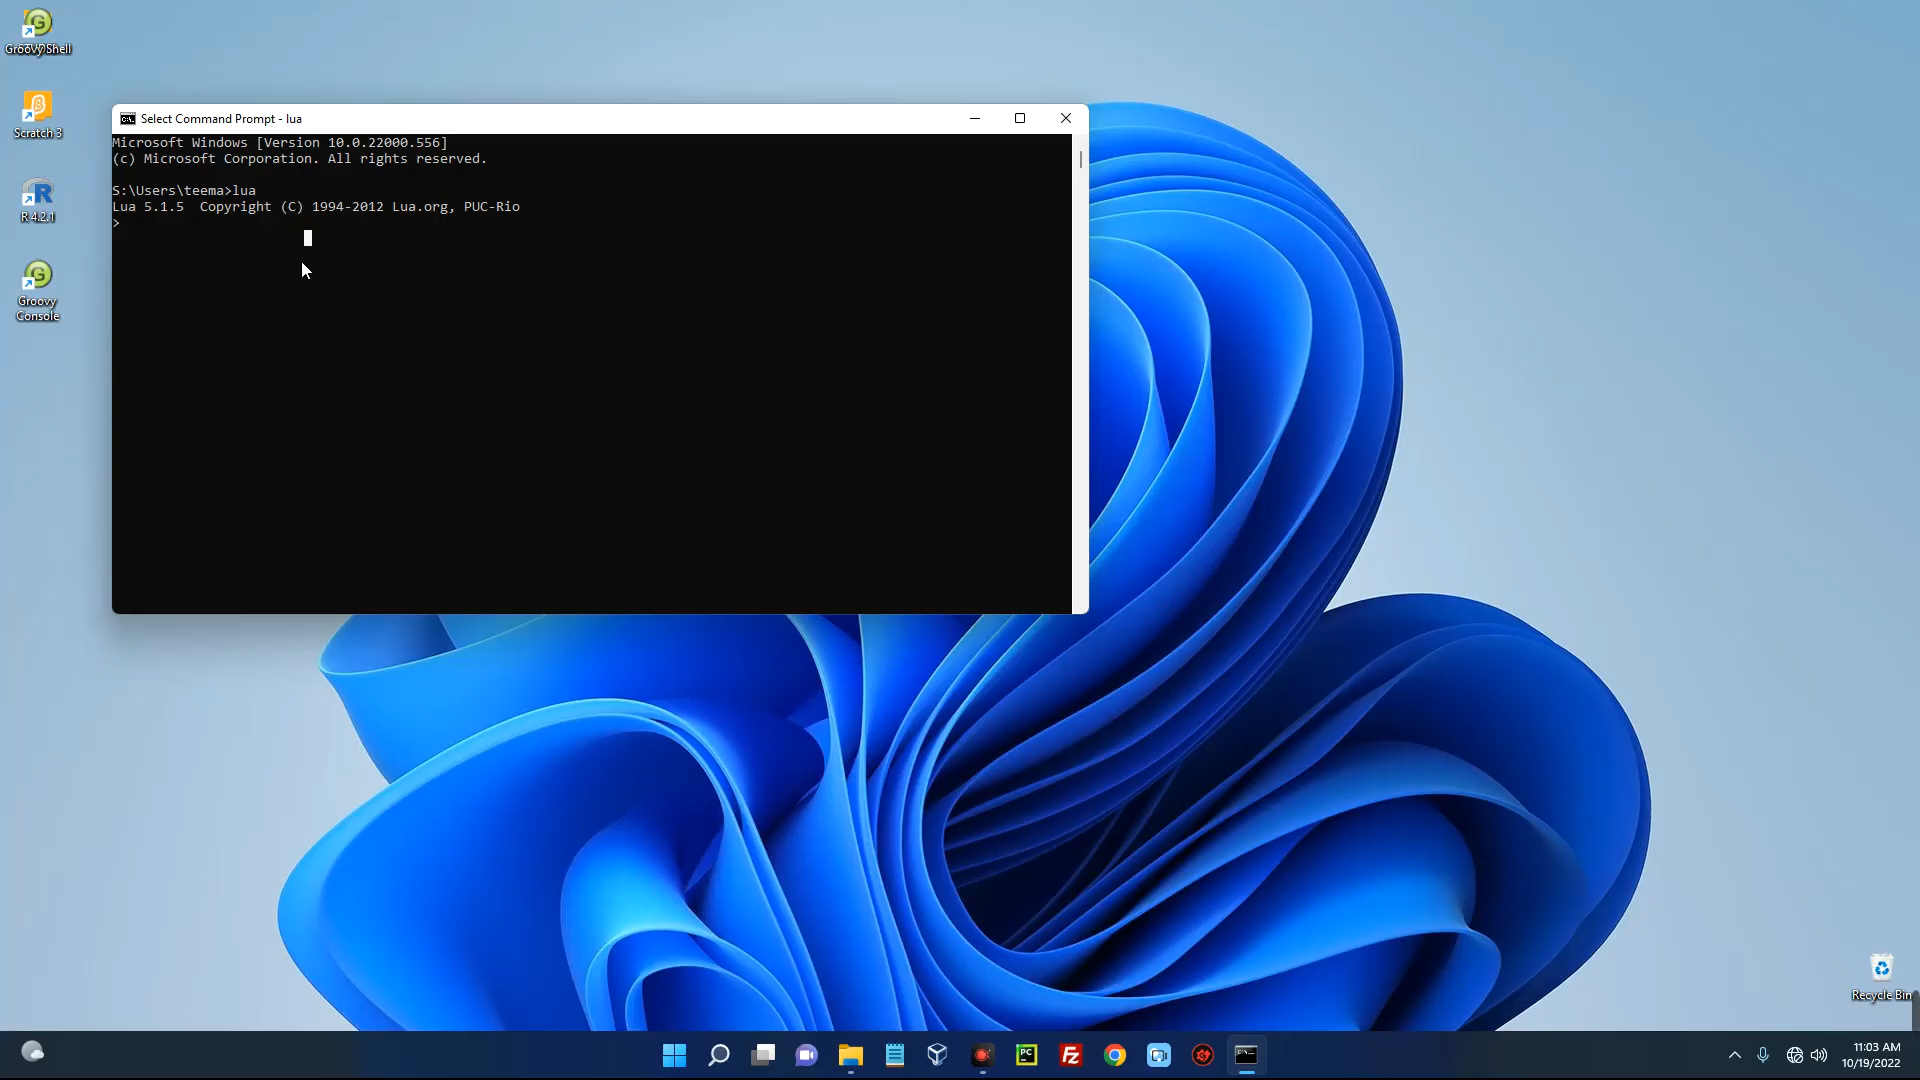 Groovy Shell
Scratch 3
R 4.2.1
Groovy
Console
Select Command Prompt - lua
Microsoft Windows [Version 10.0.22000.556]
(c) Microsoft Corporation. All rights reserved.
S:\Users\teema>lua
Lua 5.1.5  Copyright (C) 1994-2012 Lua.org, PUC-Rio
>
Recycle Bin
11:03 AM
10/19/2022